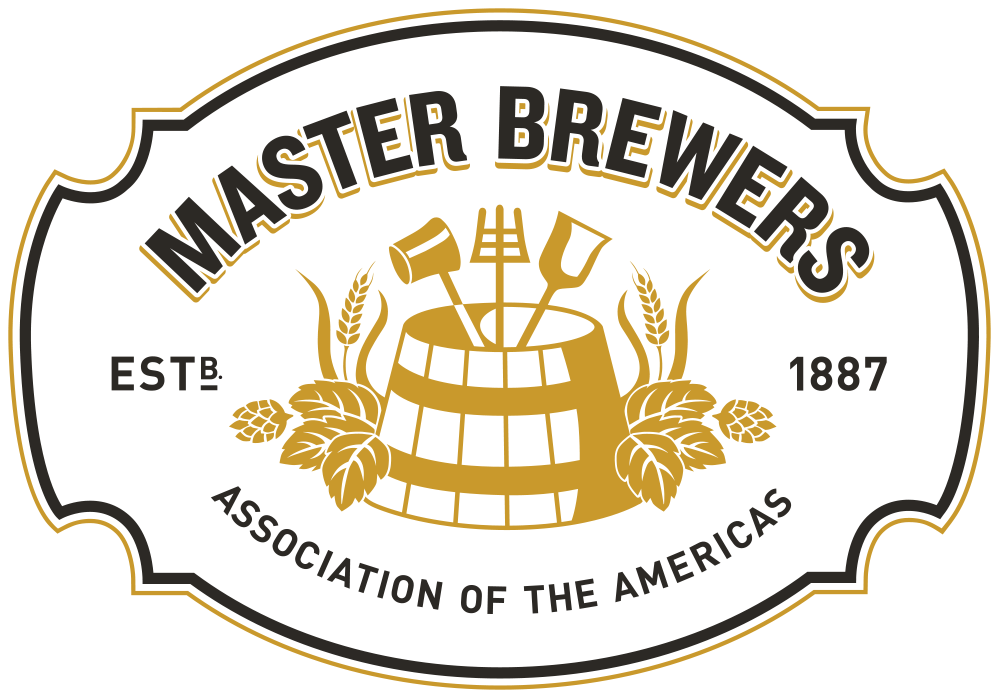 MASTER BREWERS
ESTB.
1887
ASSOCIATION OF THE AMERICAS